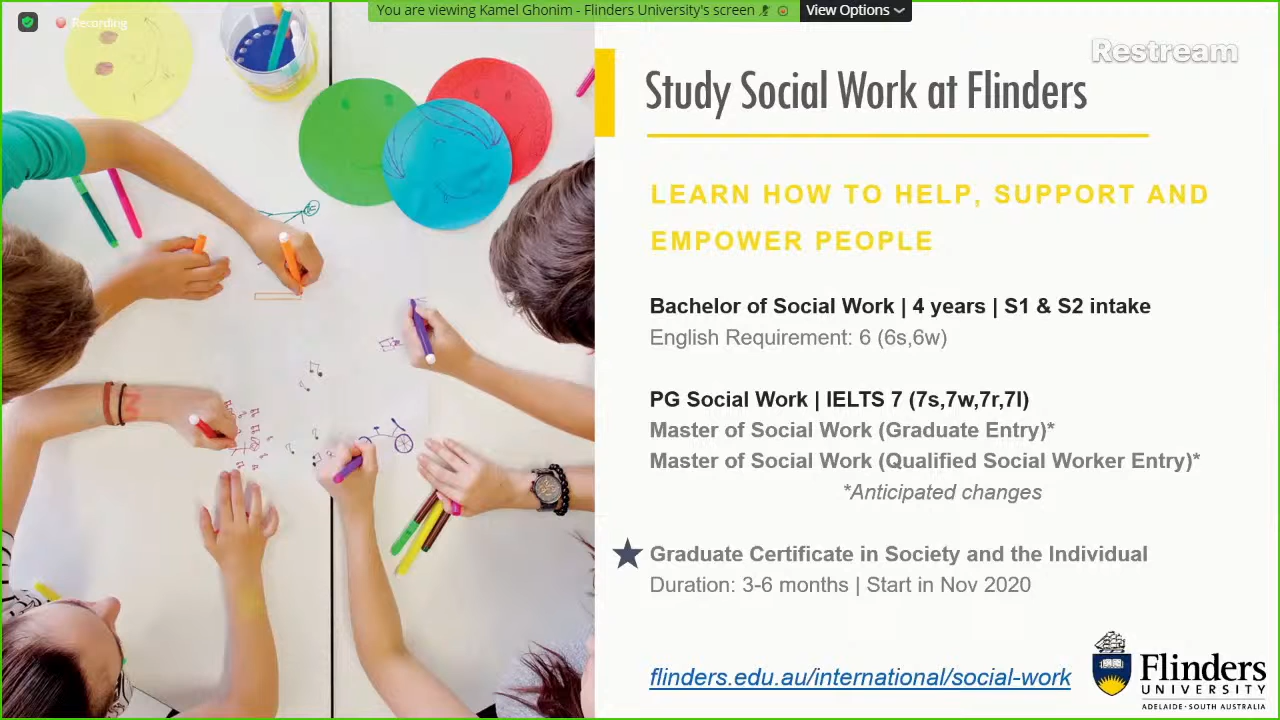 You are viewing Kamel Ghonim - Flinders University's screen
View Options
Recording
Restream
Study Social Work at Flinders
LEARN HOW TO HELP, SUPPORT AND
EMPOWER PEOPLE
Bachelor of Social Work | 4 years | S1 & S2 intake
English Requirement: 6 (6s,6w)
PG Social Work | IELTS 7 (7s,7w,7r,7l)
Master of Social Work (Graduate Entry)*
Master of Social Work (Qualified Social Worker Entry)*
*Anticipated changes
Graduate Certificate in Society and the Individual
Duration: 3-6 months | Start in Nov 2020
flinders.edu.au/international/social-work
Flinders
UNIVERSITY
ADELAIDE · SOUTH AUSTRALIA